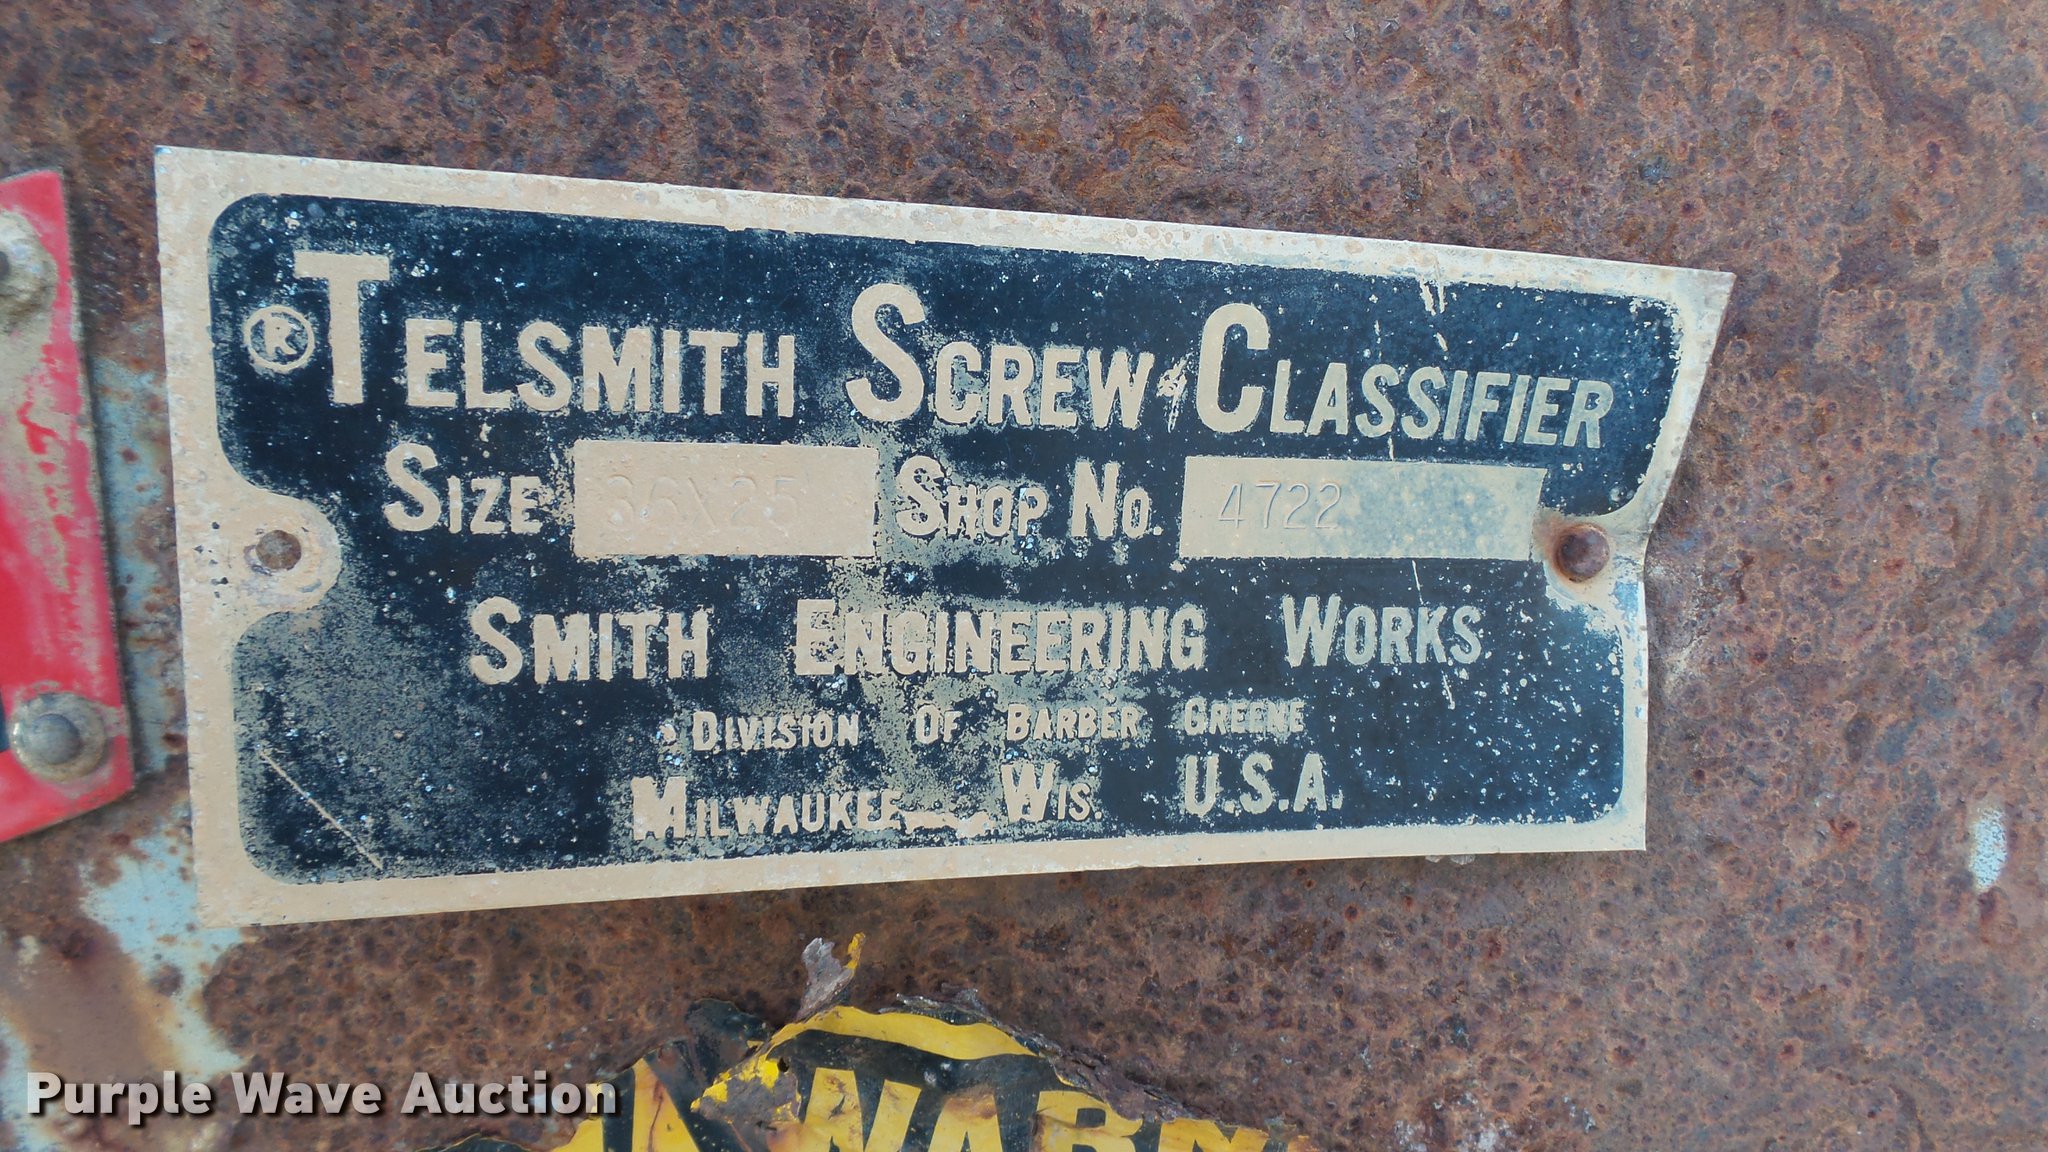 ® TELSMITH SCREW CLASSIFIER
SIZE 36X25 SHOP NO. 4722
SMITH ENGINEERING WORKS
DIVISION OF BARBER GREENE
MILWAUKEE WIS. U.S.A.
WARN
Purple Wave Auction